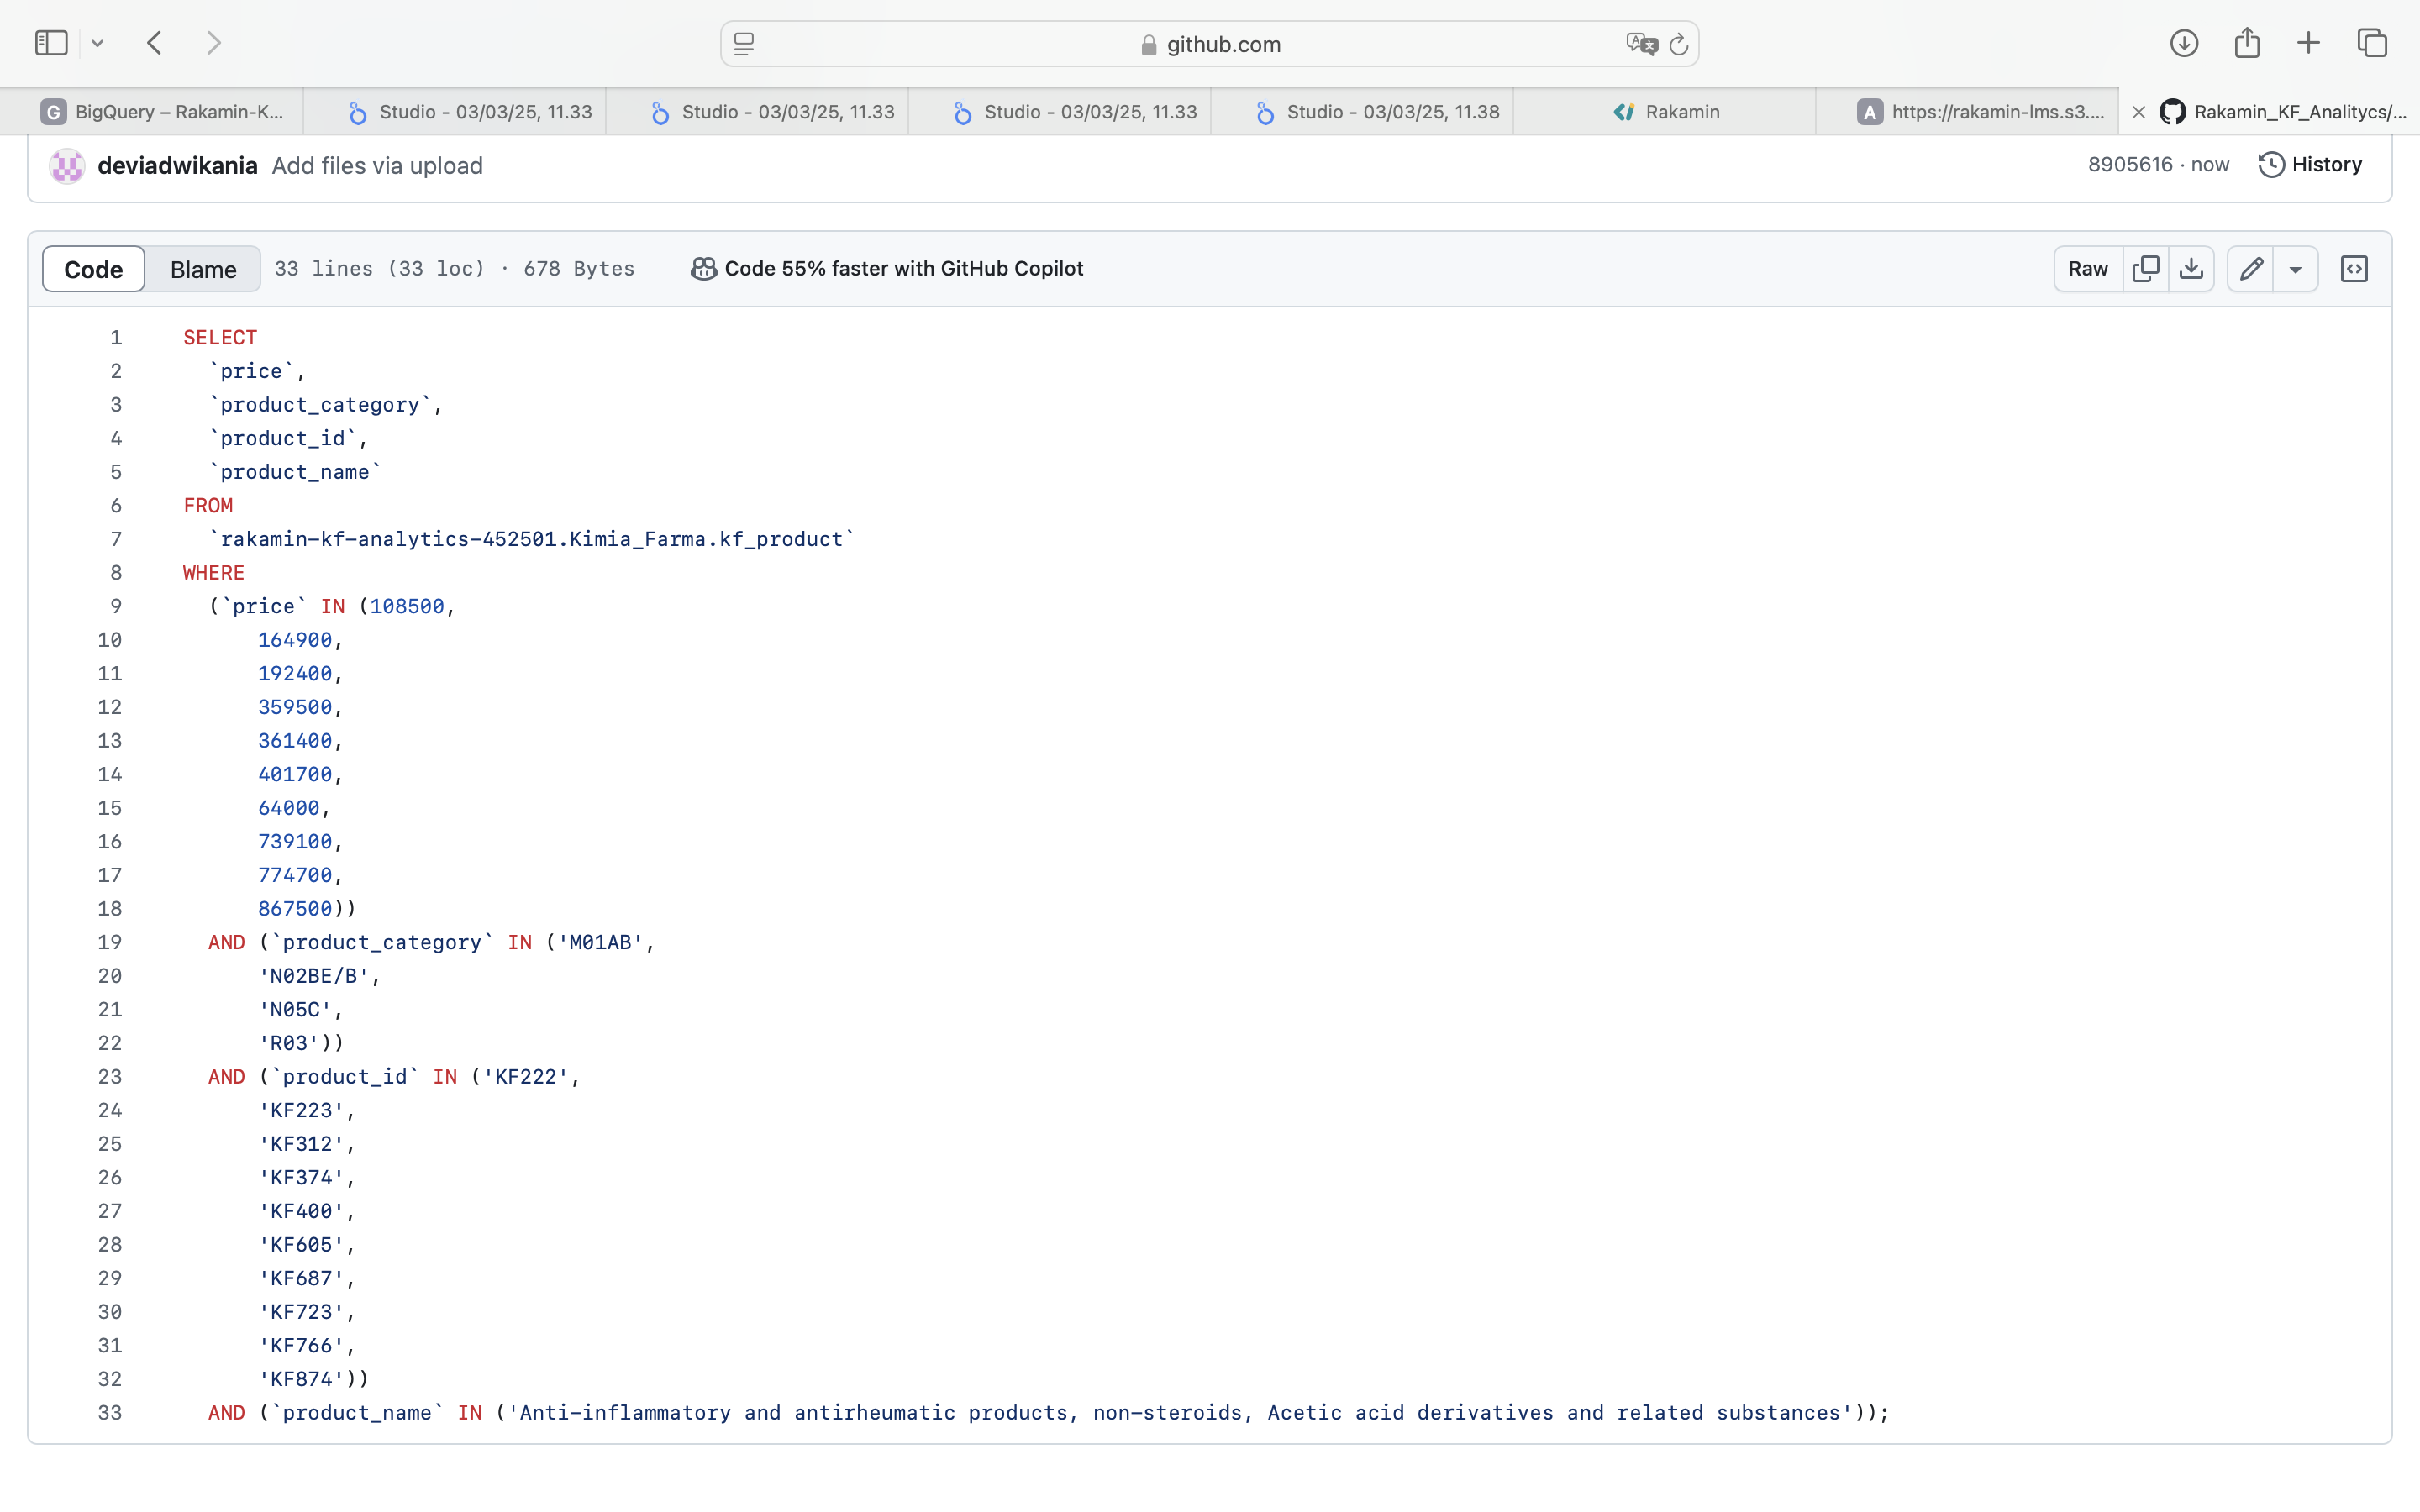 github.com
BigQuery – Rakamin-K...
Studio - 03/03/25, 11.33
Studio - 03/03/25, 11.33
Studio - 03/03/25, 11.33
Studio - 03/03/25, 11.38
Rakamin
https://rakamin-lms.s3....
Rakamin_KF_Analitycs/...
deviadwikania Add files via upload
8905616 · now History
Code Blame 33 lines (33 loc) · 678 Bytes Code 55% faster with GitHub Copilot Raw
1 SELECT
2 `price`,
3 `product_category`,
4 `product_id`,
5 `product_name`
6 FROM
7 `rakamin-kf-analytics-452501.Kimia_Farma.kf_product`
8 WHERE
9 (`price` IN (108500,
10 164900,
11 192400,
12 359500,
13 361400,
14 401700,
15 64000,
16 739100,
17 774700,
18 867500))
19 AND (`product_category` IN ('M01AB',
20 'N02BE/B',
21 'N05C',
22 'R03'))
23 AND (`product_id` IN ('KF222',
24 'KF223',
25 'KF312',
26 'KF374',
27 'KF400',
28 'KF605',
29 'KF687',
30 'KF723',
31 'KF766',
32 'KF874'))
33 AND (`product_name` IN ('Anti-inflammatory and antirheumatic products, non-steroids, Acetic acid derivatives and related substances'));